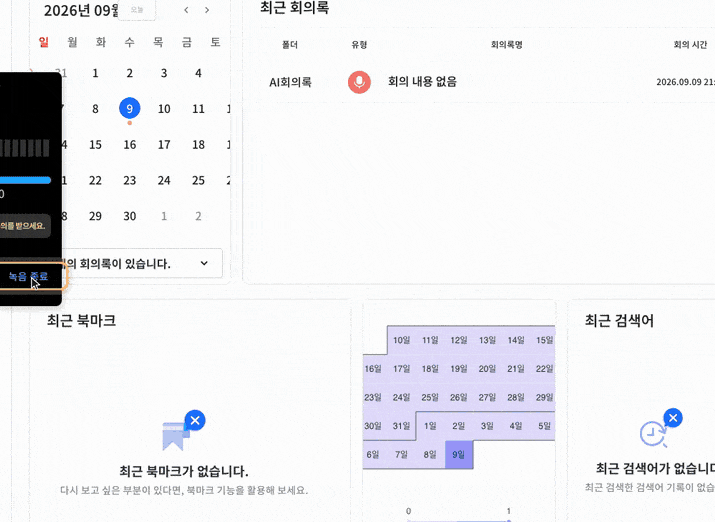 2026년 09월
오늘
최근 회의록
일 월 화 수 목 금 토
폴더 유형 회의록명 회의 시간
31 1 2 3 4
AI회의록 회의 내용 없음 2026.09.09 21:
7 8 9 10 11 1
4 15 16 17 18 1
1 22 23 24 25 2
0
8 29 30 1 2
의를 받으세요.
의 회의록이 있습니다.
녹음 종료
최근 북마크
최근 검색어
10일 11일 12일 13일 14일 15일
16일 17일 18일 19일 20일 21일 22일
23일 24일 25일 26일 27일 28일 29일
30일 31일 1일 2일 3일 4일 5일
6일 7일 8일 9일
최근 북마크가 없습니다.
최근 검색어가 없습니다
다시 보고 싶은 부분이 있다면, 북마크 기능을 활용해 보세요.
최근 검색한 검색어 기록이 없습
0 1